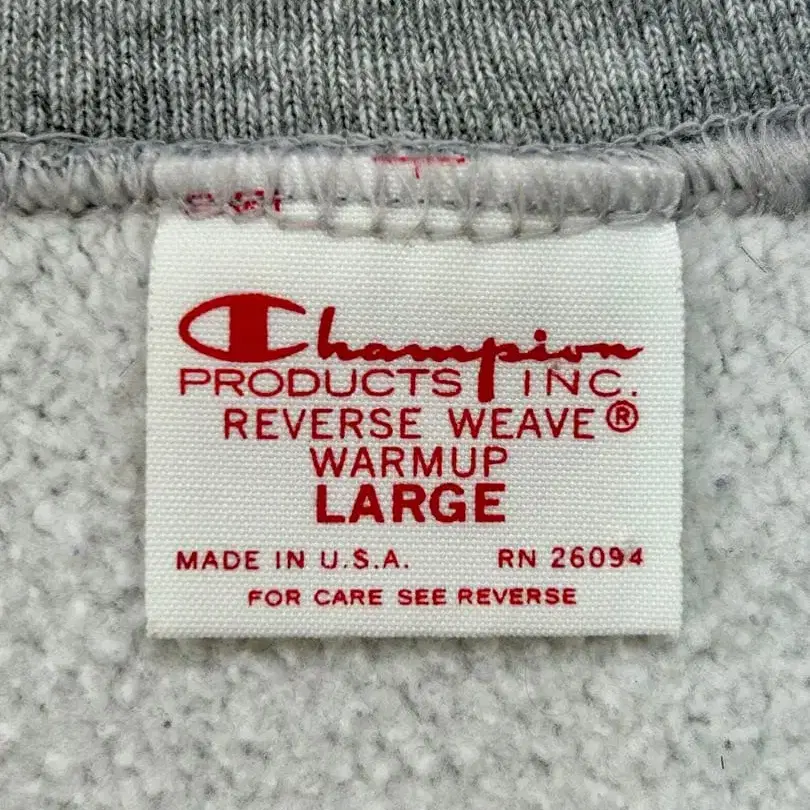 Champion
PRODUCTS INC.
REVERSE WEAVE®
WARMUP
LARGE
MADE IN U.S.A. RN 26094
FOR CARE SEE REVERSE